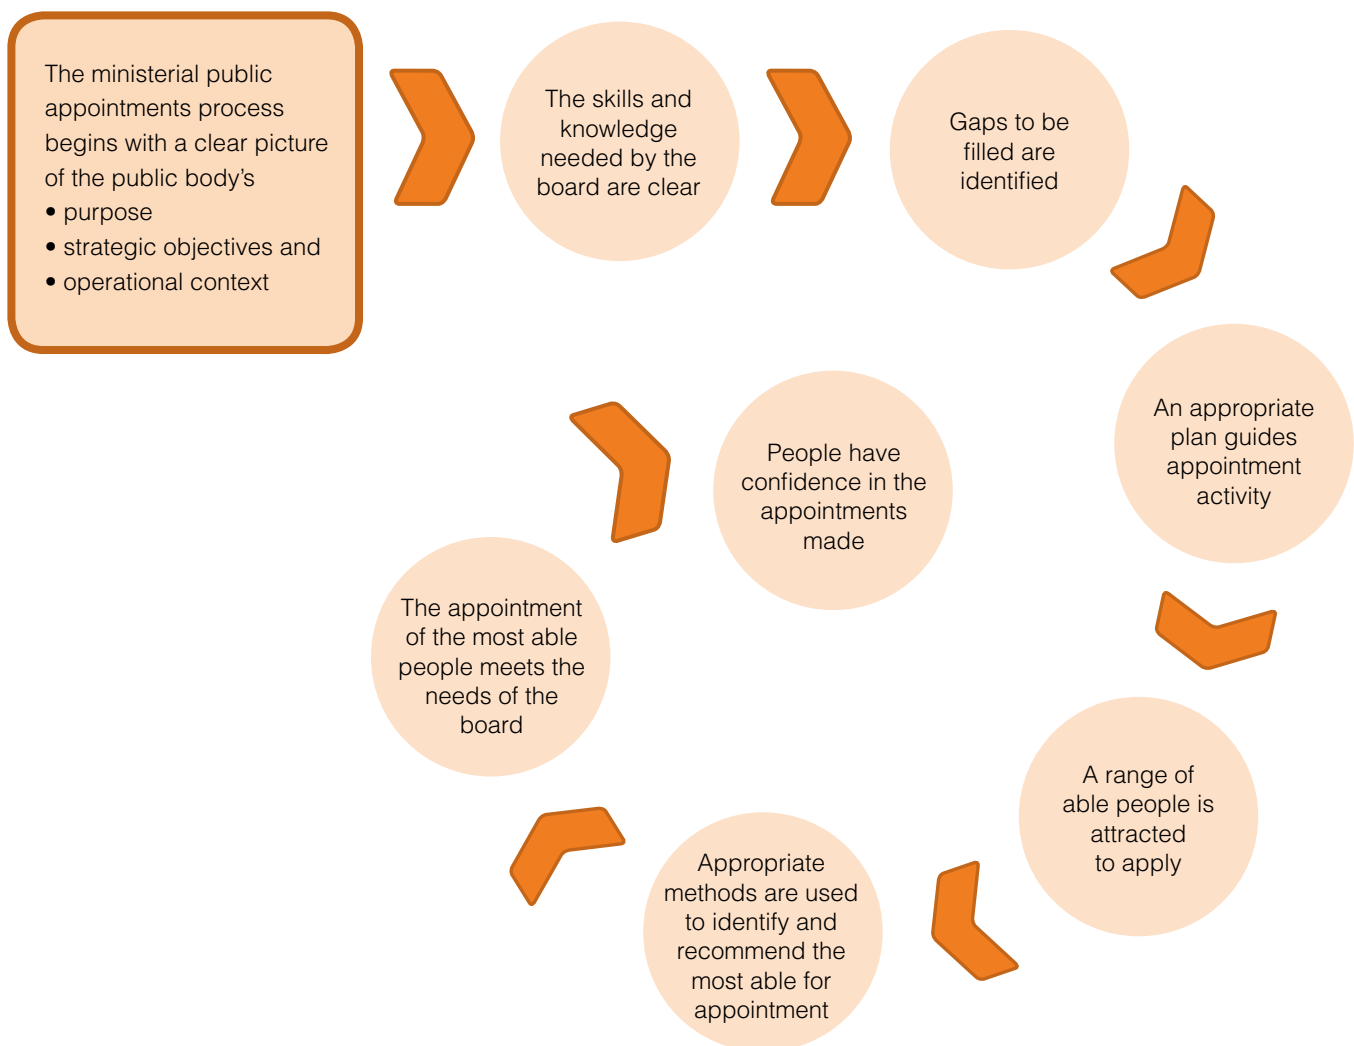 The ministerial public
appointments process
begins with a clear picture
of the public body’s
• purpose
• strategic objectives and
• operational context
The skills and
knowledge
needed by the
board are clear
Gaps to be
filled are
identified
An appropriate
plan guides
appointment
activity
A range of
able people is
attracted
to apply
Appropriate
methods are used
to identify and
recommend the
most able for
appointment
The appointment
of the most able
people meets the
needs of the
board
People have
confidence in the
appointments
made